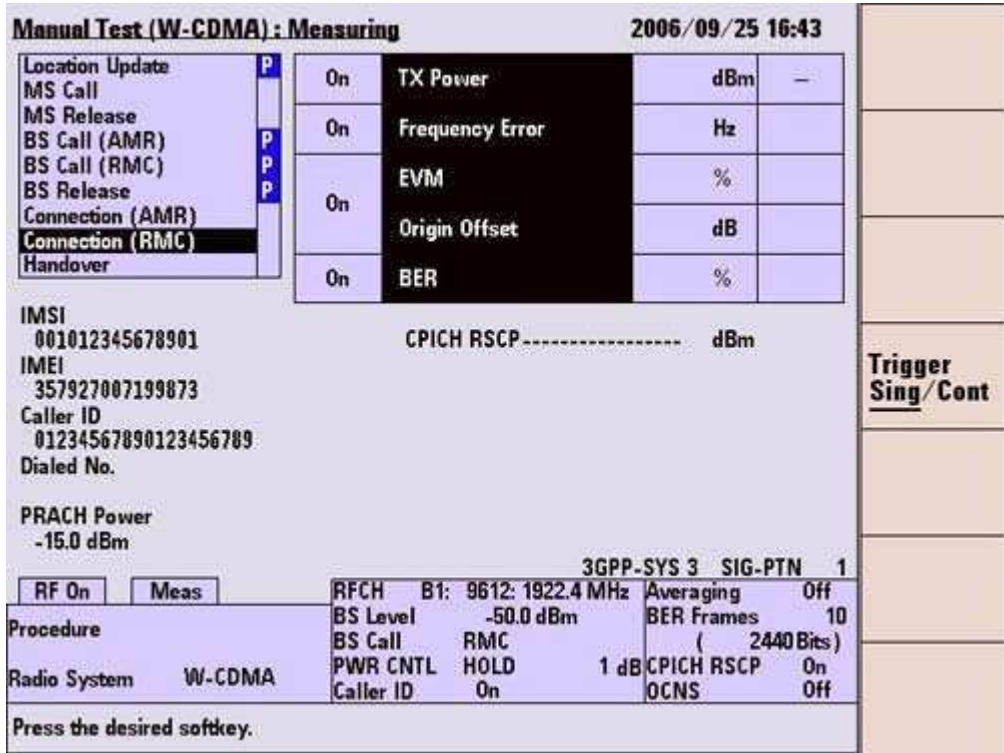 Manual Test (W-CDMA) : Measuring 2006/09/25 16:43
Location Update P
MS Call
MS Release
BS Call (AMR) P
BS Call (RMC) P
BS Release P
Connection (AMR)
Connection (RMC)
Handover
On TX Power dBm –
On Frequency Error Hz
On EVM %
Origin Offset dB
On BER %
IMSI
001012345678901
IMEI
357927007199873
Caller ID
01234567890123456789
Dialed No.
PRACH Power
-15.0 dBm
CPICH RSCP----------------- dBm
Trigger
Sing/Cont
3GPP-SYS 3 SIG-PTN 1
RF On Meas
Procedure
Radio System W-CDMA
RFCH B1: 9612: 1922.4 MHz
BS Level -50.0 dBm
BS Call RMC
PWR CNTL HOLD 1 dB
Caller ID On
Averaging Off
BER Frames 10
( 2440 Bits)
CPICH RSCP On
OCNS Off
Press the desired softkey.